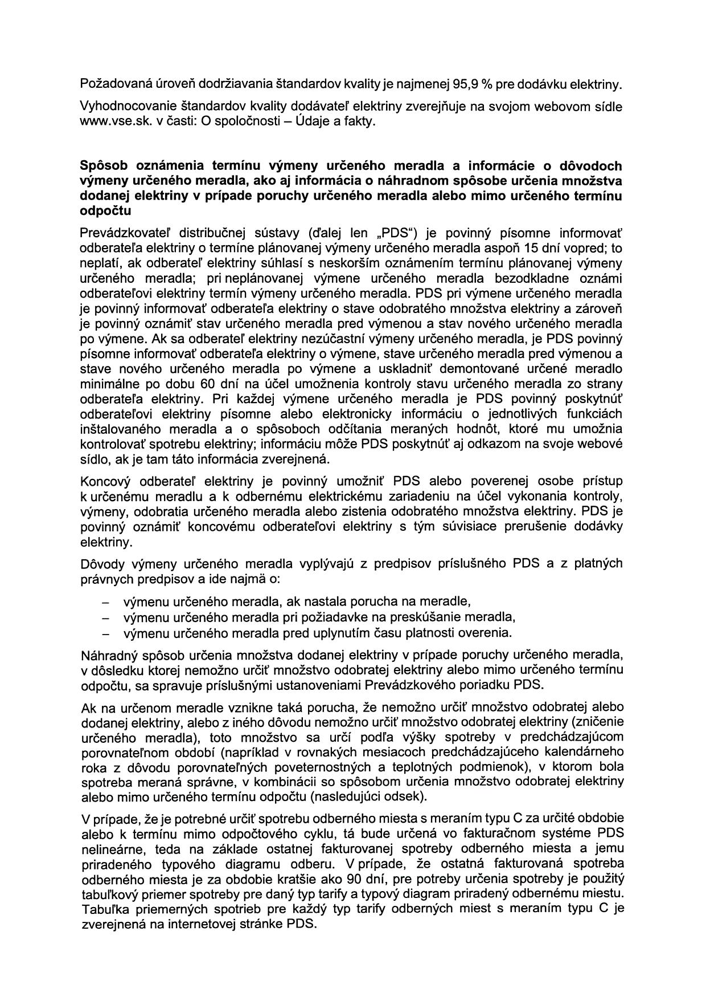 Požadovaná úroveň dodržiavania štandardov kvality je najmenej 95,9 % pre dodávku elektriny.
Vyhodnocovanie štandardov kvality dodávateľ elektriny zverejňuje na svojom webovom sídle
www.vse.sk. v časti: O spoločnosti – Údaje a fakty.
Spôsob oznámenia termínu výmeny určeného meradla a informácie o dôvodoch
výmeny určeného meradla, ako aj informácia o náhradnom spôsobe určenia množstva
dodanej elektriny v prípade poruchy určeného meradla alebo mimo určeného termínu
odpočtu
Prevádzkovateľ distribučnej sústavy (ďalej len „PDS“) je povinný písomne informovať
odberateľa elektriny o termíne plánovanej výmeny určeného meradla aspoň 15 dní vopred; to
neplatí, ak odberateľ elektriny súhlasí s neskorším oznámením termínu plánovanej výmeny
určeného meradla; pri neplánovanej výmene určeného meradla bezodkladne oznámi
odberateľovi elektriny termín výmeny určeného meradla. PDS pri výmene určeného meradla
je povinný informovať odberateľa elektriny o stave odobratého množstva elektriny a zároveň
je povinný oznámiť stav určeného meradla pred výmenou a stav nového určeného meradla
po výmene. Ak sa odberateľ elektriny nezúčastní výmeny určeného meradla, je PDS povinný
písomne informovať odberateľa elektriny o výmene, stave určeného meradla pred výmenou a
stave nového určeného meradla po výmene a uskladniť demontované určené meradlo
minimálne po dobu 60 dní na účel umožnenia kontroly stavu určeného meradla zo strany
odberateľa elektriny. Pri každej výmene určeného meradla je PDS povinný poskytnúť
odberateľovi elektriny písomne alebo elektronicky informáciu o jednotlivých funkciách
inštalovaného meradla a o spôsoboch odčítania meraných hodnôt, ktoré mu umožnia
kontrolovať spotrebu elektriny; informáciu môže PDS poskytnúť aj odkazom na svoje webové
sídlo, ak je tam táto informácia zverejnená.
Koncový odberateľ elektriny je povinný umožniť PDS alebo poverenej osobe prístup
k určenému meradlu a k odbernému elektrickému zariadeniu na účel vykonania kontroly,
výmeny, odobratia určeného meradla alebo zistenia odobratého množstva elektriny. PDS je
povinný oznámiť koncovému odberateľovi elektriny s tým súvisiace prerušenie dodávky
elektriny.
Dôvody výmeny určeného meradla vyplývajú z predpisov príslušného PDS a z platných
právnych predpisov a ide najmä o:
– výmenu určeného meradla, ak nastala porucha na meradle,
– výmenu určeného meradla pri požiadavke na preskúšanie meradla,
– výmenu určeného meradla pred uplynutím času platnosti overenia.
Náhradný spôsob určenia množstva dodanej elektriny v prípade poruchy určeného meradla,
v dôsledku ktorej nemožno určiť množstvo odobratej elektriny alebo mimo určeného termínu
odpočtu, sa spravuje príslušnými ustanoveniami Prevádzkového poriadku PDS.
Ak na určenom meradle vznikne taká porucha, že nemožno určiť množstvo odobratej alebo
dodanej elektriny, alebo z iného dôvodu nemožno určiť množstvo odobratej elektriny (zničenie
určeného meradla), toto množstvo sa určí podľa výšky spotreby v predchádzajúcom
porovnateľnom období (napríklad v rovnakých mesiacoch predchádzajúceho kalendárneho
roka z dôvodu porovnateľných poveternostných a teplotných podmienok), v ktorom bola
spotreba meraná správne, v kombinácii so spôsobom určenia množstvo odobratej elektriny
alebo mimo určeného termínu odpočtu (nasledujúci odsek).
V prípade, že je potrebné určiť spotrebu odberného miesta s meraním typu C za určité obdobie
alebo k termínu mimo odpočtového cyklu, tá bude určená vo fakturačnom systéme PDS
nelineárne, teda na základe ostatnej fakturovanej spotreby odberného miesta a jemu
priradeného typového diagramu odberu. V prípade, že ostatná fakturovaná spotreba
odberného miesta je za obdobie kratšie ako 90 dní, pre potreby určenia spotreby je použitý
tabuľkový priemer spotreby pre daný typ tarify a typový diagram priradený odbernému miestu.
Tabuľka priemerných spotrieb pre každý typ tarify odberných miest s meraním typu C je
zverejnená na internetovej stránke PDS.